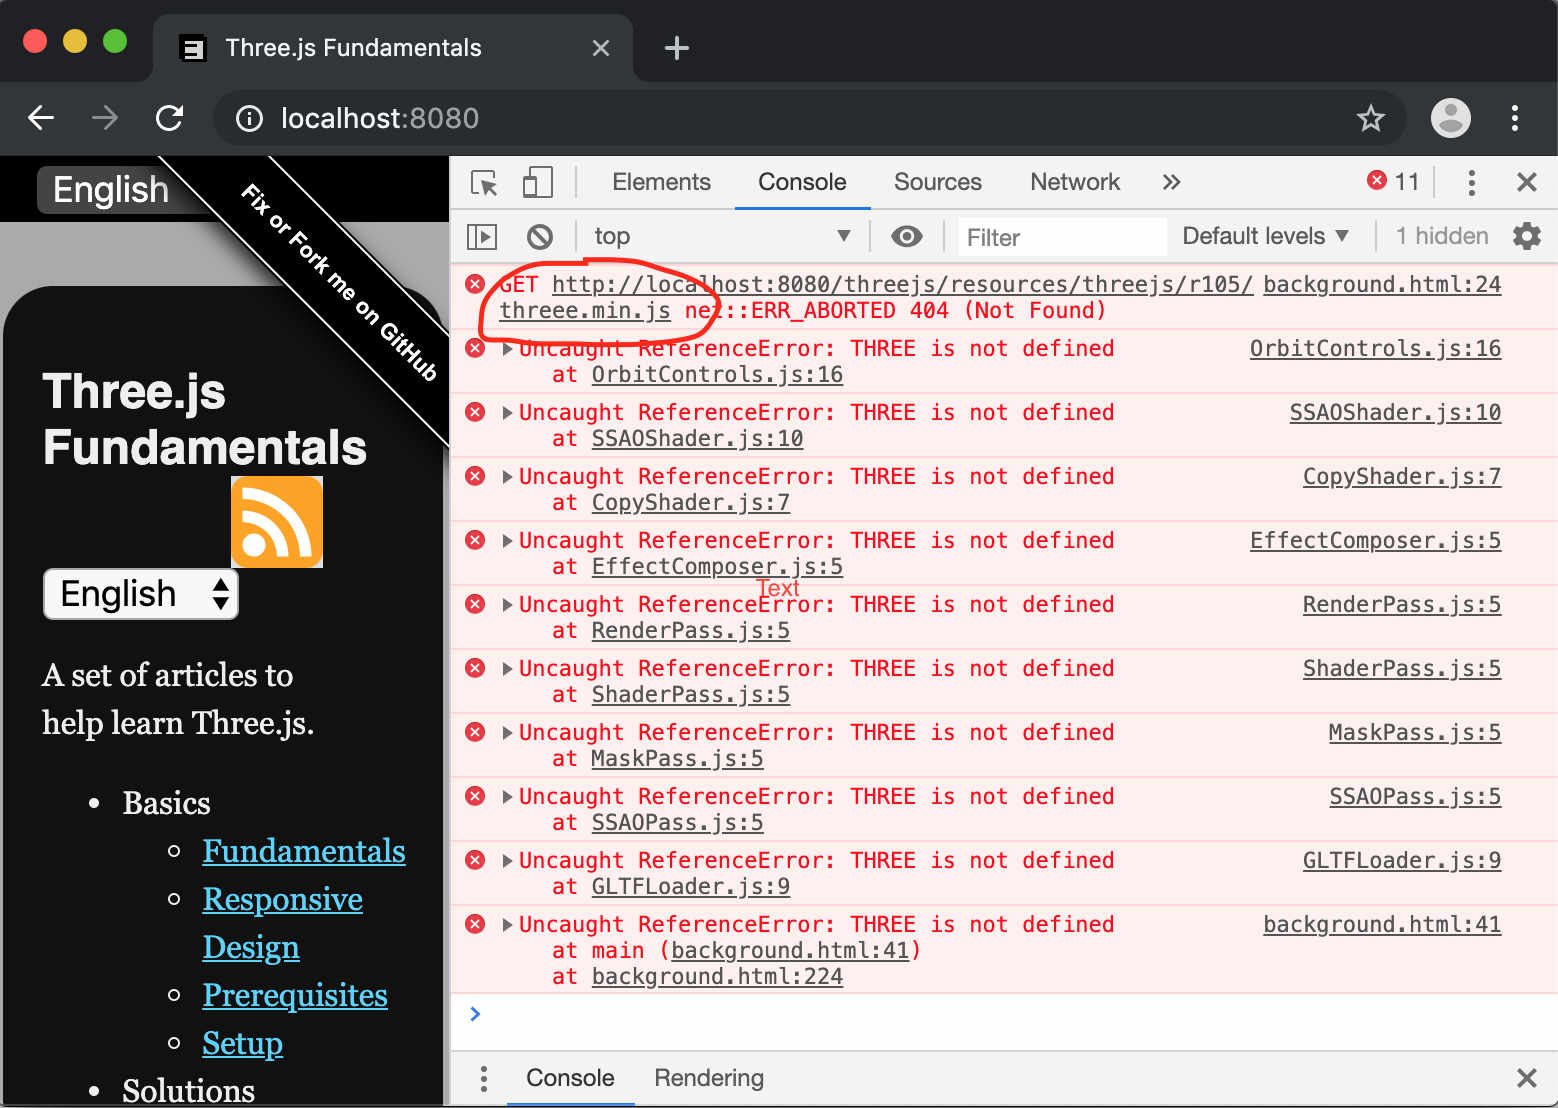 Three.js Fundamentals
localhost:8080
English
Fix or Fork me on GitHub
Three.js
Fundamentals
English
A set of articles to
help learn Three.js.
Basics
Fundamentals
Responsive
Design
Prerequisites
Setup
Solutions
Elements Console Sources Network 11
top Filter Default levels 1 hidden
GET http://localhost:8080/threejs/resources/threejs/r105/ background.html:24
threee.min.js net::ERR_ABORTED 404 (Not Found)
Uncaught ReferenceError: THREE is not defined OrbitControls.js:16
at OrbitControls.js:16
Uncaught ReferenceError: THREE is not defined SSAOShader.js:10
at SSAOShader.js:10
Uncaught ReferenceError: THREE is not defined CopyShader.js:7
at CopyShader.js:7
Uncaught ReferenceError: THREE is not defined EffectComposer.js:5
at EffectComposer.js:5
Text
Uncaught ReferenceError: THREE is not defined RenderPass.js:5
at RenderPass.js:5
Uncaught ReferenceError: THREE is not defined ShaderPass.js:5
at ShaderPass.js:5
Uncaught ReferenceError: THREE is not defined MaskPass.js:5
at MaskPass.js:5
Uncaught ReferenceError: THREE is not defined SSAOPass.js:5
at SSAOPass.js:5
Uncaught ReferenceError: THREE is not defined GLTFLoader.js:9
at GLTFLoader.js:9
Uncaught ReferenceError: THREE is not defined background.html:41
at main (background.html:41)
at background.html:224
Console Rendering